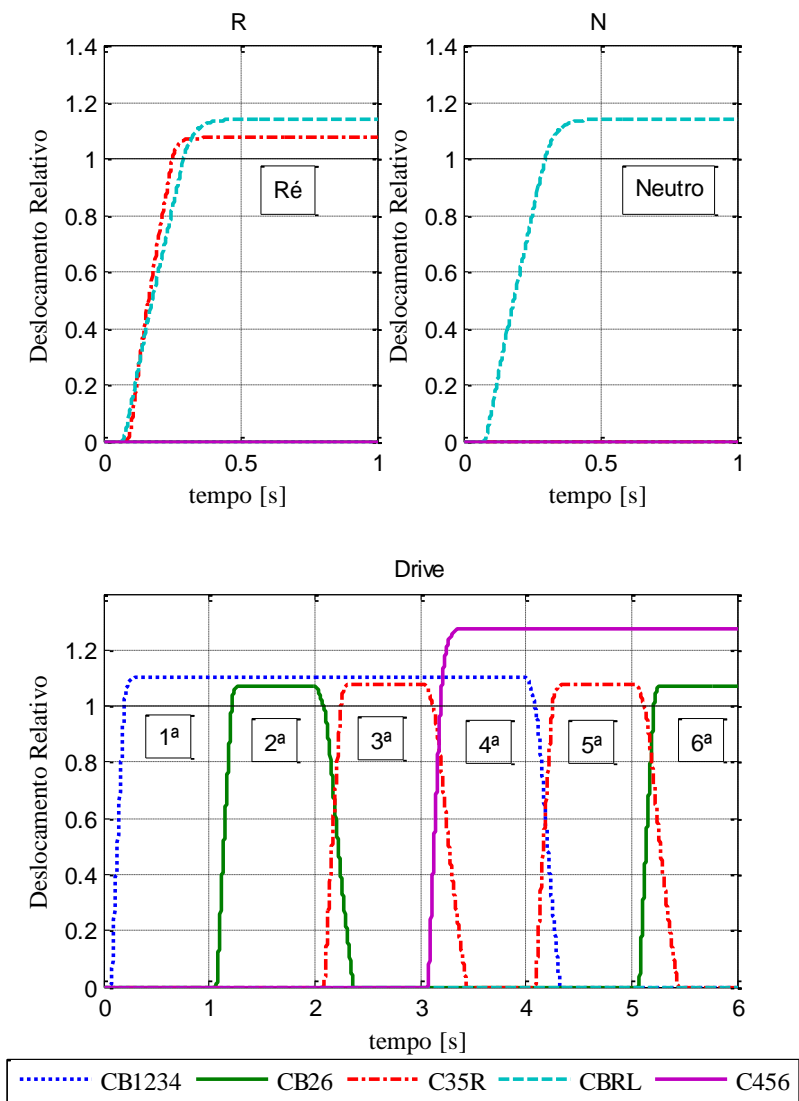 R
N
Deslocamento Relativo
1.4
1.2
1
0.8
0.6
0.4
0.2
0
Ré
0
0.5
1
tempo [s]
Deslocamento Relativo
1.4
1.2
1
0.8
0.6
0.4
0.2
0
Neutro
0
0.5
1
tempo [s]
Drive
Deslocamento Relativo
1.2
1
0.8
0.6
0.4
0.2
0
1ª 2ª 3ª 4ª 5ª 6ª
0 1 2 3 4 5 6
tempo [s]
CB1234 CB26 C35R CBRL C456